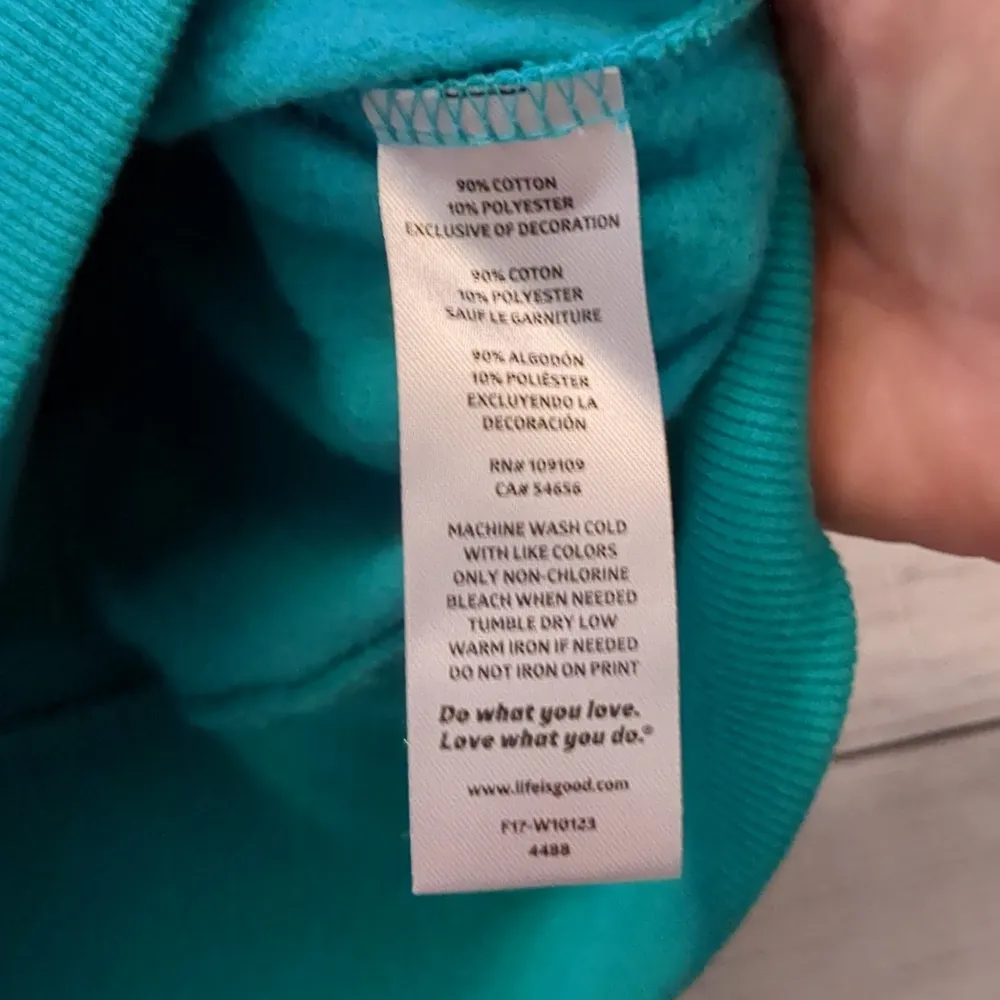 90% COTTON
10% POLYESTER
EXCLUSIVE OF DECORATION
90% COTON
10% POLYESTER
SAUF LE GARNITURE
90% ALGODÓN
10% POLIÉSTER
EXCLUYENDO LA
DECORACIÓN
RN# 109109
CA# 54656
MACHINE WASH COLD
WITH LIKE COLORS
ONLY NON-CHLORINE
BLEACH WHEN NEEDED
TUMBLE DRY LOW
WARM IRON IF NEEDED
DO NOT IRON ON PRINT
Do what you love.
Love what you do.®
www.lifeisgood.com
F17-W10123
4488